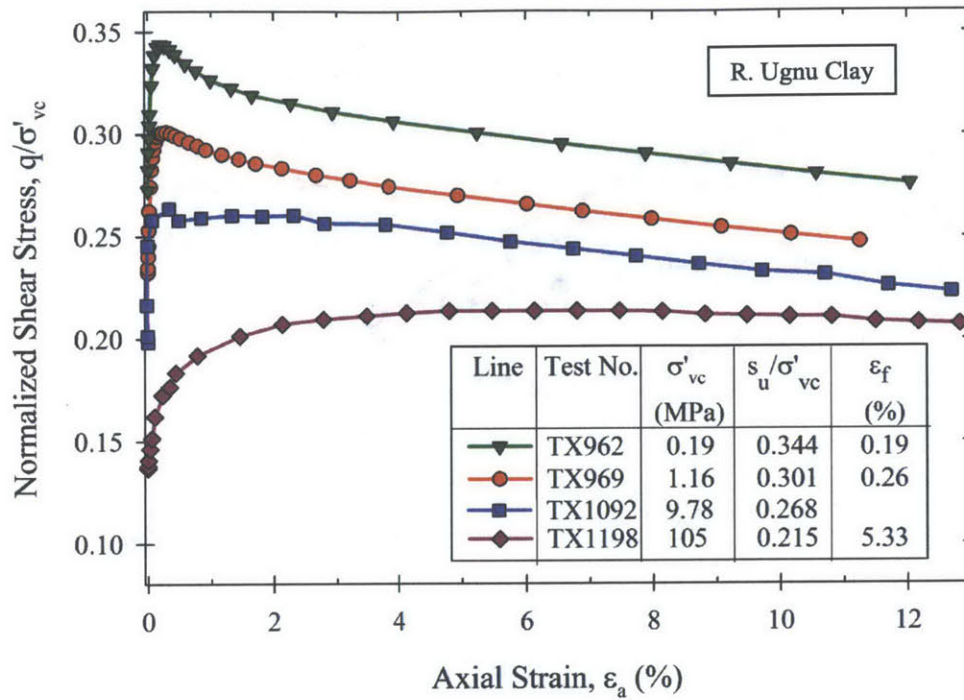 0.35
0.30
0.25
0.20
0.15
0.10
Normalized Shear Stress, q/σ'vc
R. Ugnu Clay
Line Test No. σ'vc su/σ'vc εf
(MPa) (%)
TX962 0.19 0.344 0.19
TX969 1.16 0.301 0.26
TX1092 9.78 0.268
TX1198 105 0.215 5.33
0 2 4 6 8 10 12
Axial Strain, εa (%)